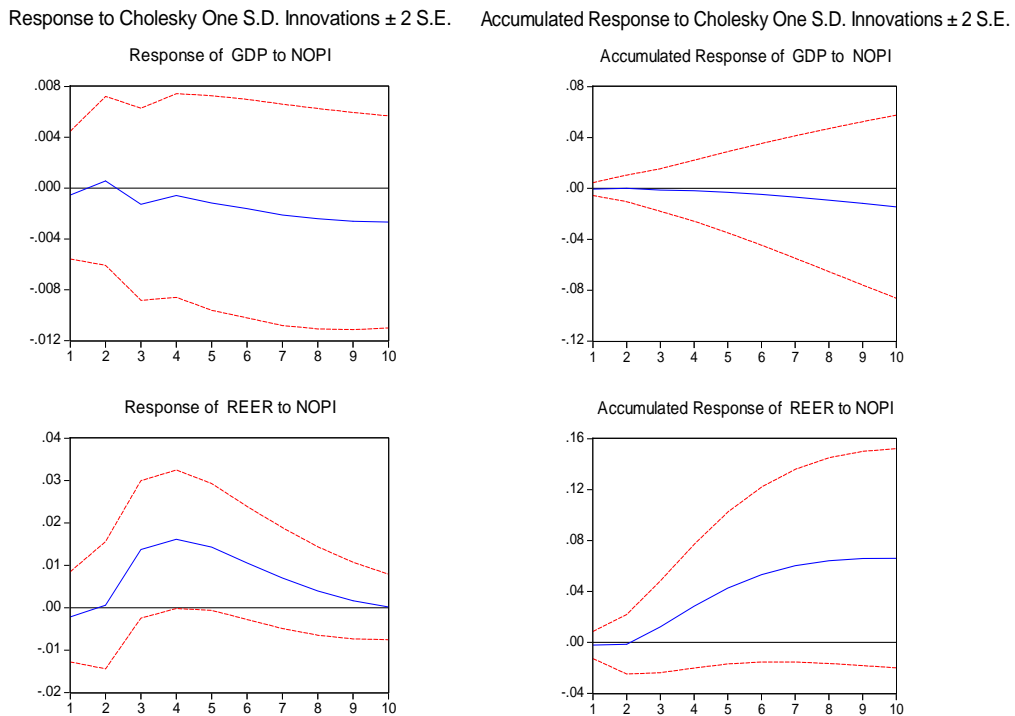 Response to Cholesky One S.D. Innovations ± 2 S.E.
Accumulated Response to Cholesky One S.D. Innovations ± 2 S.E.
Response of GDP to NOPI
.008
.004
.000
-.004
-.008
-.012
1 2 3 4 5 6 7 8 9 10
Accumulated Response of GDP to NOPI
.08
.04
.00
-.04
-.08
-.12
1 2 3 4 5 6 7 8 9 10
Response of REER to NOPI
.04
.03
.02
.01
.00
-.01
-.02
1 2 3 4 5 6 7 8 9 10
Accumulated Response of REER to NOPI
.16
.12
.08
.04
.00
-.04
1 2 3 4 5 6 7 8 9 10